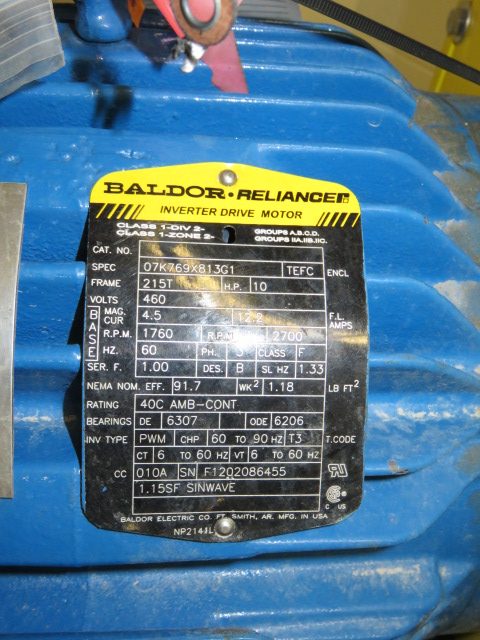 BALDOR · RELIANCE
INVERTER DRIVE MOTOR
CLASS 1-DIV 2- GROUPS A,B,C,D,
CLASS 1-ZONE 2- GROUPS IIA,IIB,IIC,
CAT. NO.
SPEC 07K769X813G1 TEFC ENCL
FRAME 215T H.P. 10
VOLTS 460
BASE
MAG. CUR 4.5 12.2 F.L. AMPS
R.P.M. 1760 R.P.M. 2700
HZ. 60 PH. 3 CLASS F
SER. F. 1.00 DES. B SL HZ 1.33
NEMA NOM. EFF. 91.7 WK² 1.18 LB FT²
RATING 40C AMB-CONT
BEARINGS DE 6307 ODE 6206
INV TYPE PWM CHP 60 TO 90 HZ T3 T.CODE
CT 6 TO 60 HZ VT 6 TO 60 HZ
CC 010A SN F1202086455
1.15SF SINWAVE
C US
BALDOR ELECTRIC CO. FT. SMITH, AR. MFG. IN USA
NP2141L